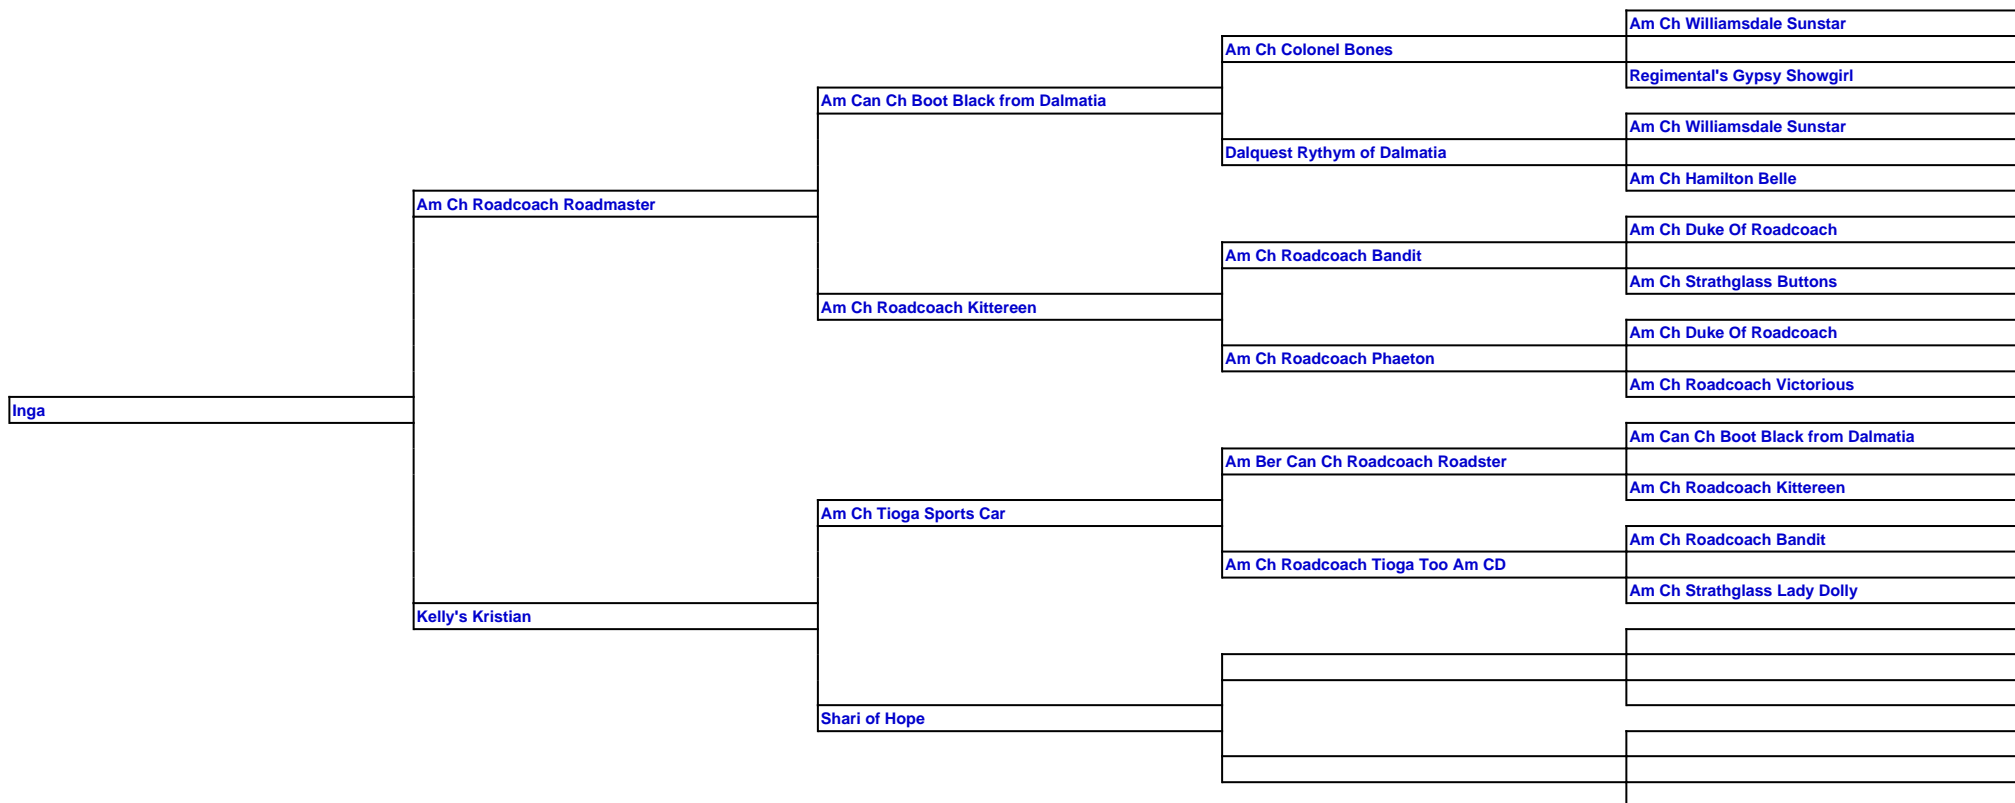 Am Ch Williamsdale Sunstar
Am Ch Colonel Bones
Regimental's Gypsy Showgirl
Am Can Ch Boot Black from Dalmatia
Am Ch Williamsdale Sunstar
Dalquest Rythym of Dalmatia
Am Ch Hamilton Belle
Am Ch Roadcoach Roadmaster
Am Ch Duke Of Roadcoach
Am Ch Roadcoach Bandit
Am Ch Strathglass Buttons
Am Ch Roadcoach Kittereen
Am Ch Duke Of Roadcoach
Am Ch Roadcoach Phaeton
Am Ch Roadcoach Victorious
Inga
Am Can Ch Boot Black from Dalmatia
Am Ber Can Ch Roadcoach Roadster
Am Ch Roadcoach Kittereen
Am Ch Tioga Sports Car
Am Ch Roadcoach Bandit
Am Ch Roadcoach Tioga Too Am CD
Am Ch Strathglass Lady Dolly
Kelly's Kristian
Shari of Hope